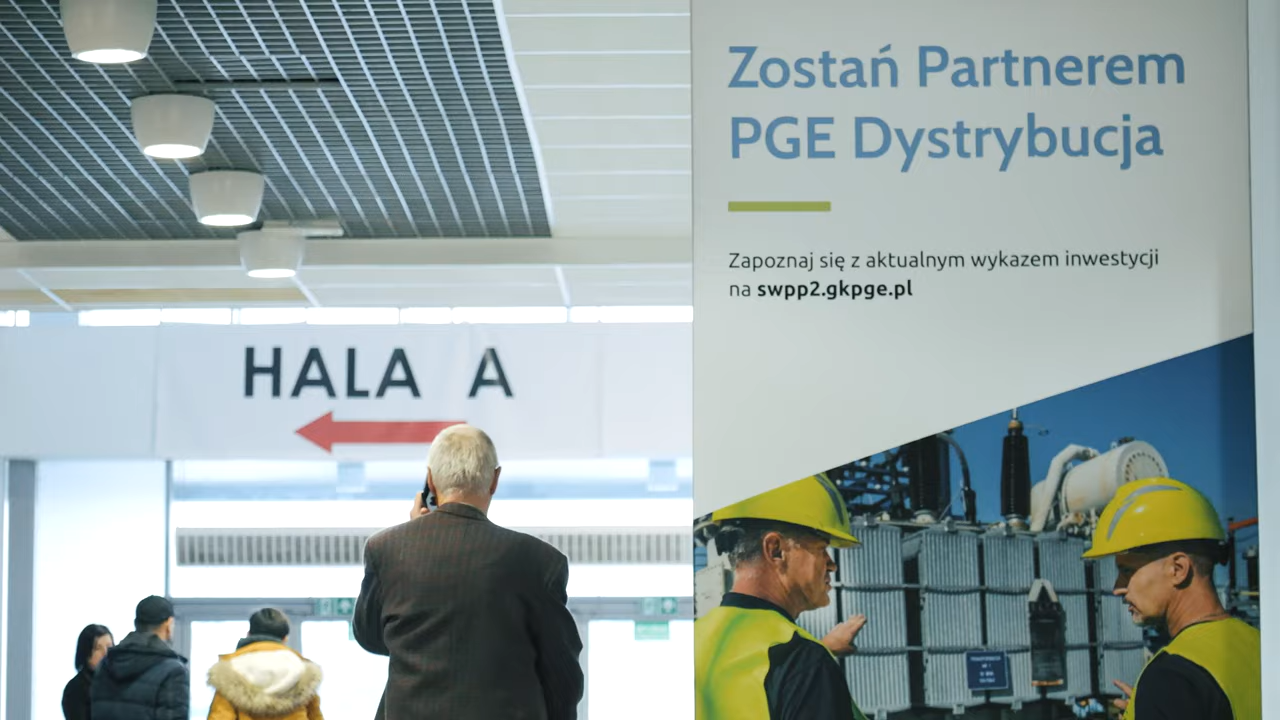 Zostań Partnerem
PGE Dystrybucja
Zapoznaj się z aktualnym wykazem inwestycji
na swpp2.gkpge.pl
HALA A